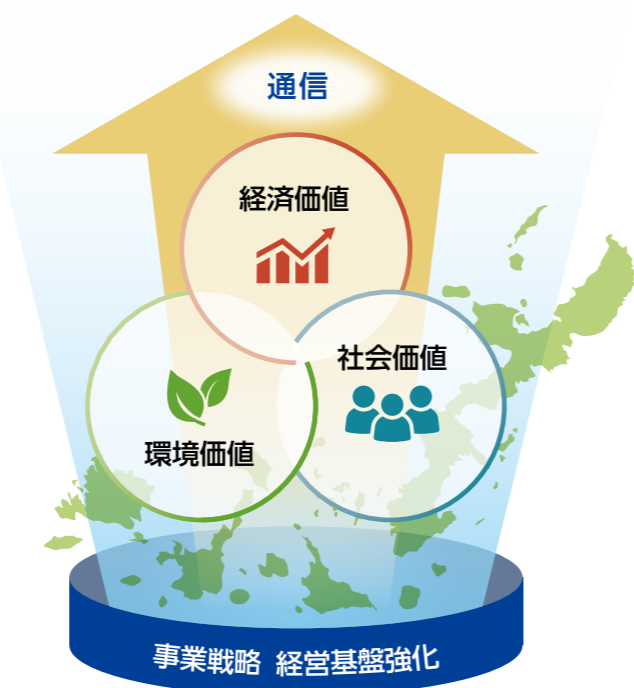 通信
経済価値
社会価値
環境価値
事業戦略 経営基盤強化